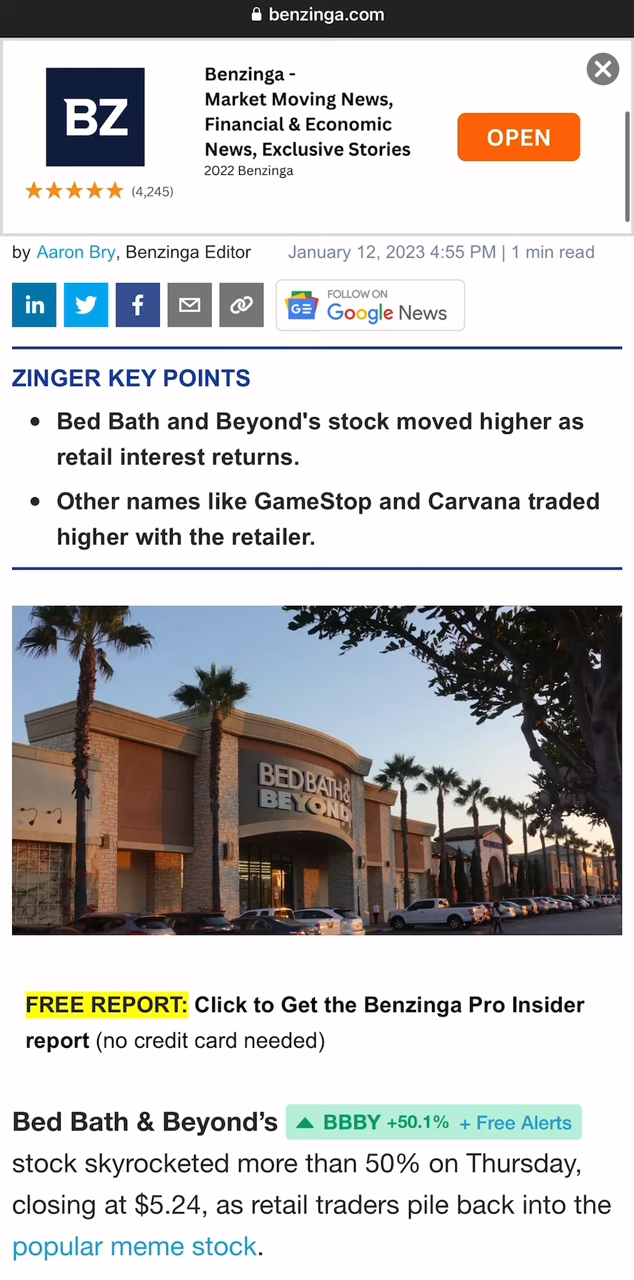 benzinga.com
BZ
Benzinga -
Market Moving News,
Financial & Economic
News, Exclusive Stories
2022 Benzinga
OPEN
(4,245)
by Aaron Bry, Benzinga Editor January 12, 2023 4:55 PM | 1 min read
in
f
GE
FOLLOW ON
Google News
ZINGER KEY POINTS
• Bed Bath and Beyond's stock moved higher as
retail interest returns.
• Other names like GameStop and Carvana traded
higher with the retailer.
BED BATH &
BEYOND
FREE REPORT: Click to Get the Benzinga Pro Insider
report (no credit card needed)
Bed Bath & Beyond’s ▲ BBBY +50.1% + Free Alerts
stock skyrocketed more than 50% on Thursday,
closing at $5.24, as retail traders pile back into the
popular meme stock.